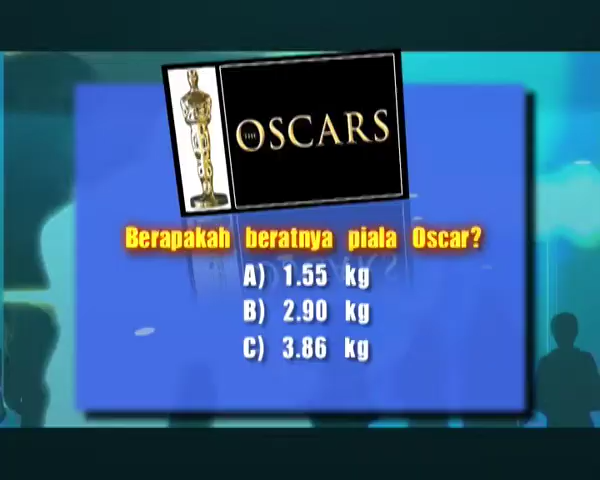 THE OSCARS
Berapakah beratnya piala Oscar?
A) 1.55 kg
B) 2.90 kg
C) 3.86 kg